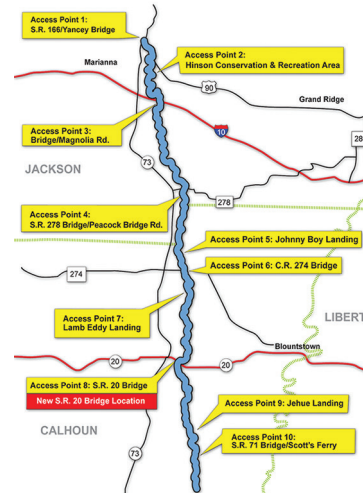 Access Point 1:
S.R. 166/Yancey Bridge
Access Point 2:
Hinson Conservation & Recreation Area
Marianna
90
Grand Ridge
Access Point 3:
Bridge/Magnolia Rd.
10
JACKSON
73
278
Access Point 4:
S.R. 278 Bridge/Peacock Bridge Rd.
Access Point 5: Johnny Boy Landing
274
Access Point 6: C.R. 274 Bridge
Access Point 7:
Lamb Eddy Landing
LIBERT
Blountstown
20
20
Access Point 8: S.R. 20 Bridge
New S.R. 20 Bridge Location
Access Point 9: Jehue Landing
CALHOUN
Access Point 10:
S.R. 71 Bridge/Scott's Ferry
73